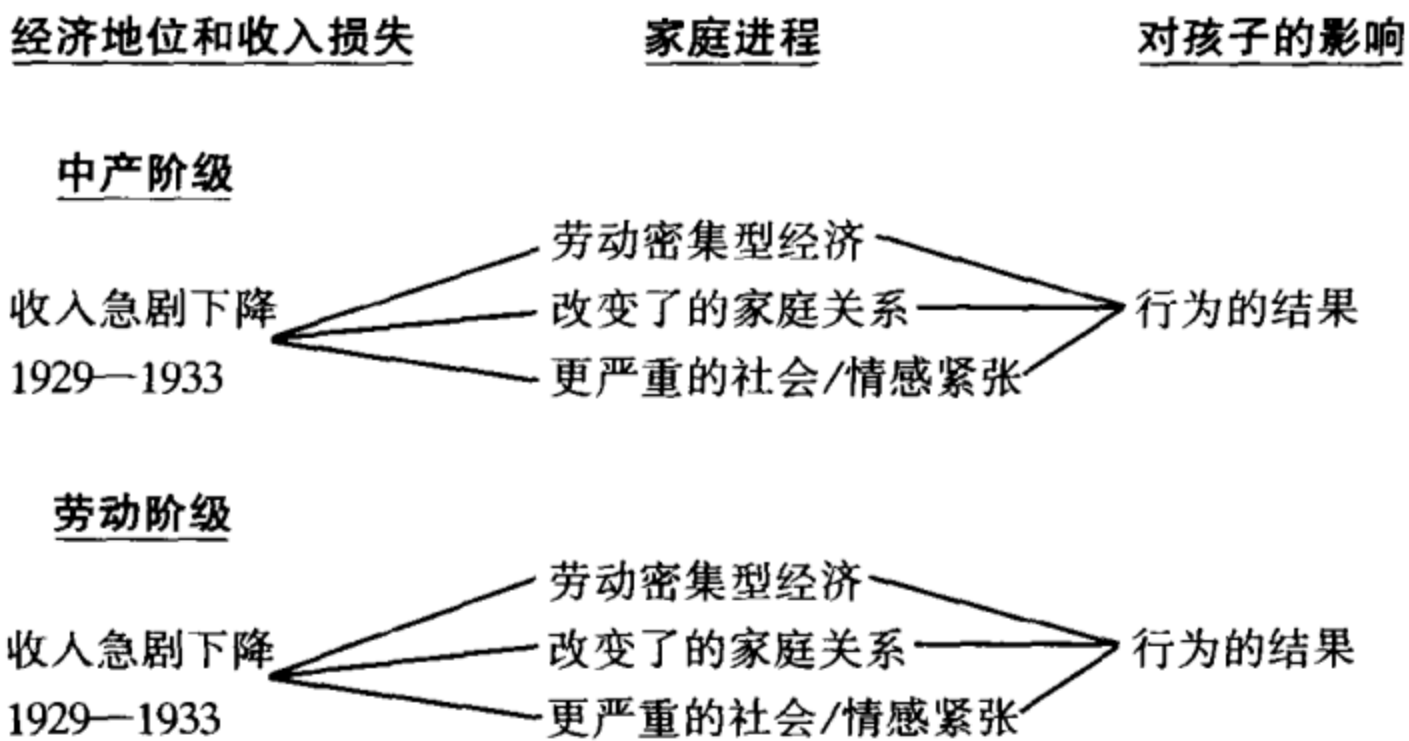 经济地位和收入损失 家庭进程 对孩子的影响
中产阶级
劳动密集型经济
收入急剧下降 改变了的家庭关系 行为的结果
1929—1933 更严重的社会/情感紧张
劳动阶级
劳动密集型经济
收人急剧下降 改变了的家庭关系 行为的结果
1929—1933 更严重的社会/情感紧张